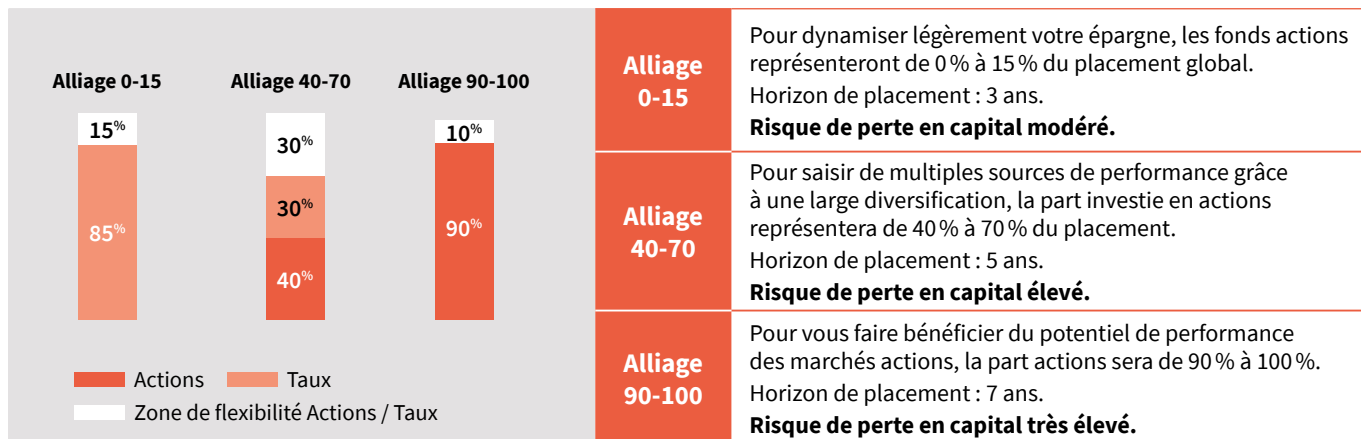 Alliage 0-15
15%
85%
Alliage 40-70
30%
30%
40%
Alliage 90-100
10%
90%
Actions
Taux
Zone de flexibilité Actions / Taux
Alliage
0-15
Pour dynamiser légèrement votre épargne, les fonds actions
représenteront de 0 % à 15 % du placement global.
Horizon de placement : 3 ans.
Risque de perte en capital modéré.
Alliage
40-70
Pour saisir de multiples sources de performance grâce
à une large diversification, la part investie en actions
représentera de 40 % à 70 % du placement.
Horizon de placement : 5 ans.
Risque de perte en capital élevé.
Alliage
90-100
Pour vous faire bénéficier du potentiel de performance
des marchés actions, la part actions sera de 90 % à 100 %.
Horizon de placement : 7 ans.
Risque de perte en capital très élevé.